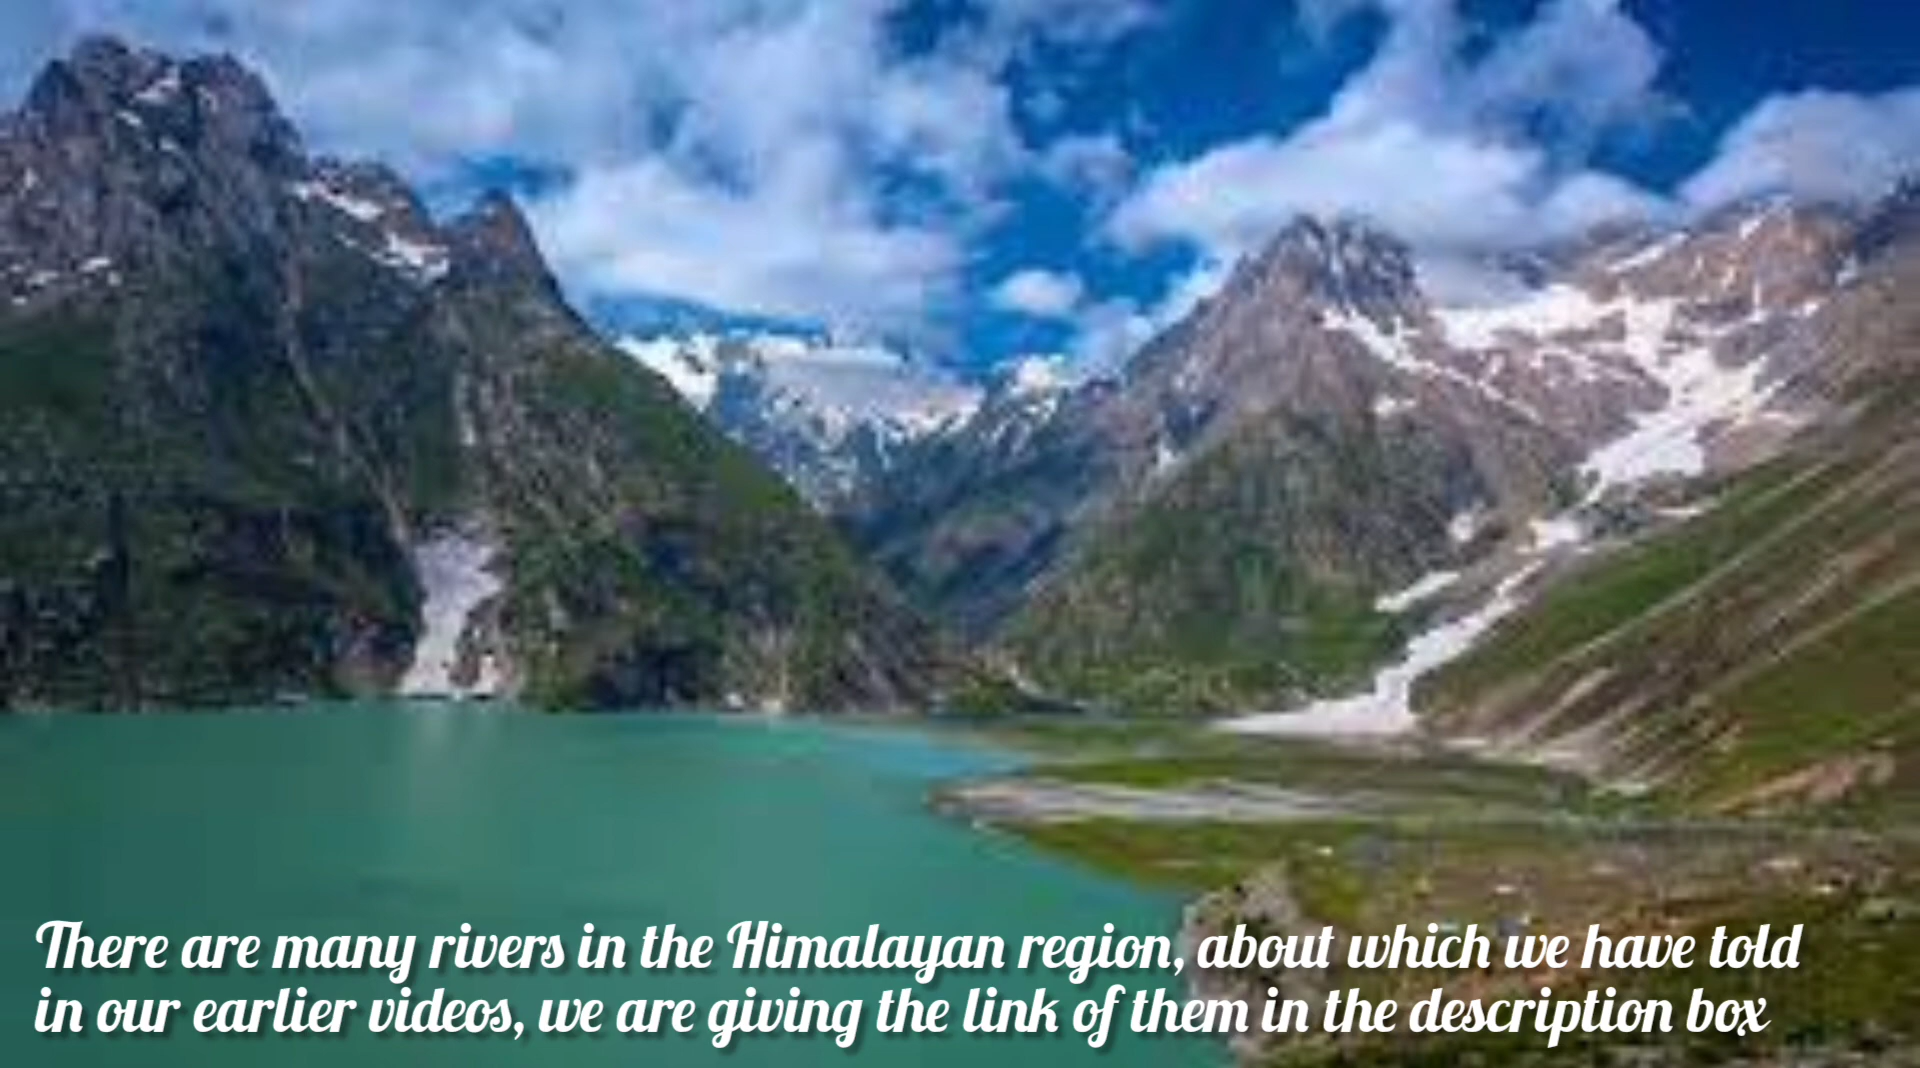 There are many rivers in the Himalayan region, about which we have told
in our earlier videos, we are giving the link of them in the description box